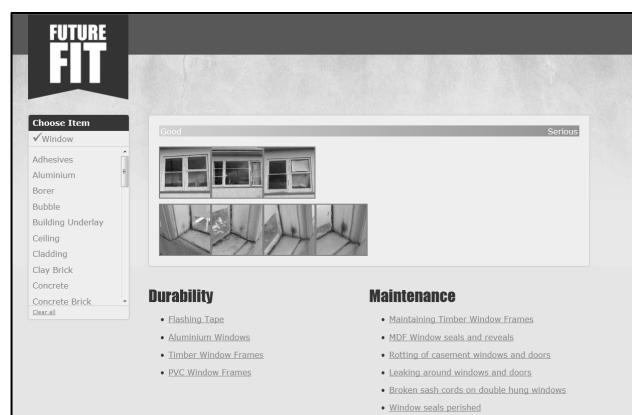 FUTURE
FIT
Choose Item
Window
Adhesives
Aluminium
Borer
Bubble
Building Underlay
Ceiling
Cladding
Clay Brick
Concrete
Concrete Brick
Clear all
Good Serious
Durability
Flashing Tape
Aluminium Windows
Timber Window Frames
PVC Window Frames
Maintenance
Maintaining Timber Window Frames
MDF Window seals and reveals
Rotting of casement windows and doors
Leaking around windows and doors
Broken sash cords on double hung windows
Window seals perished